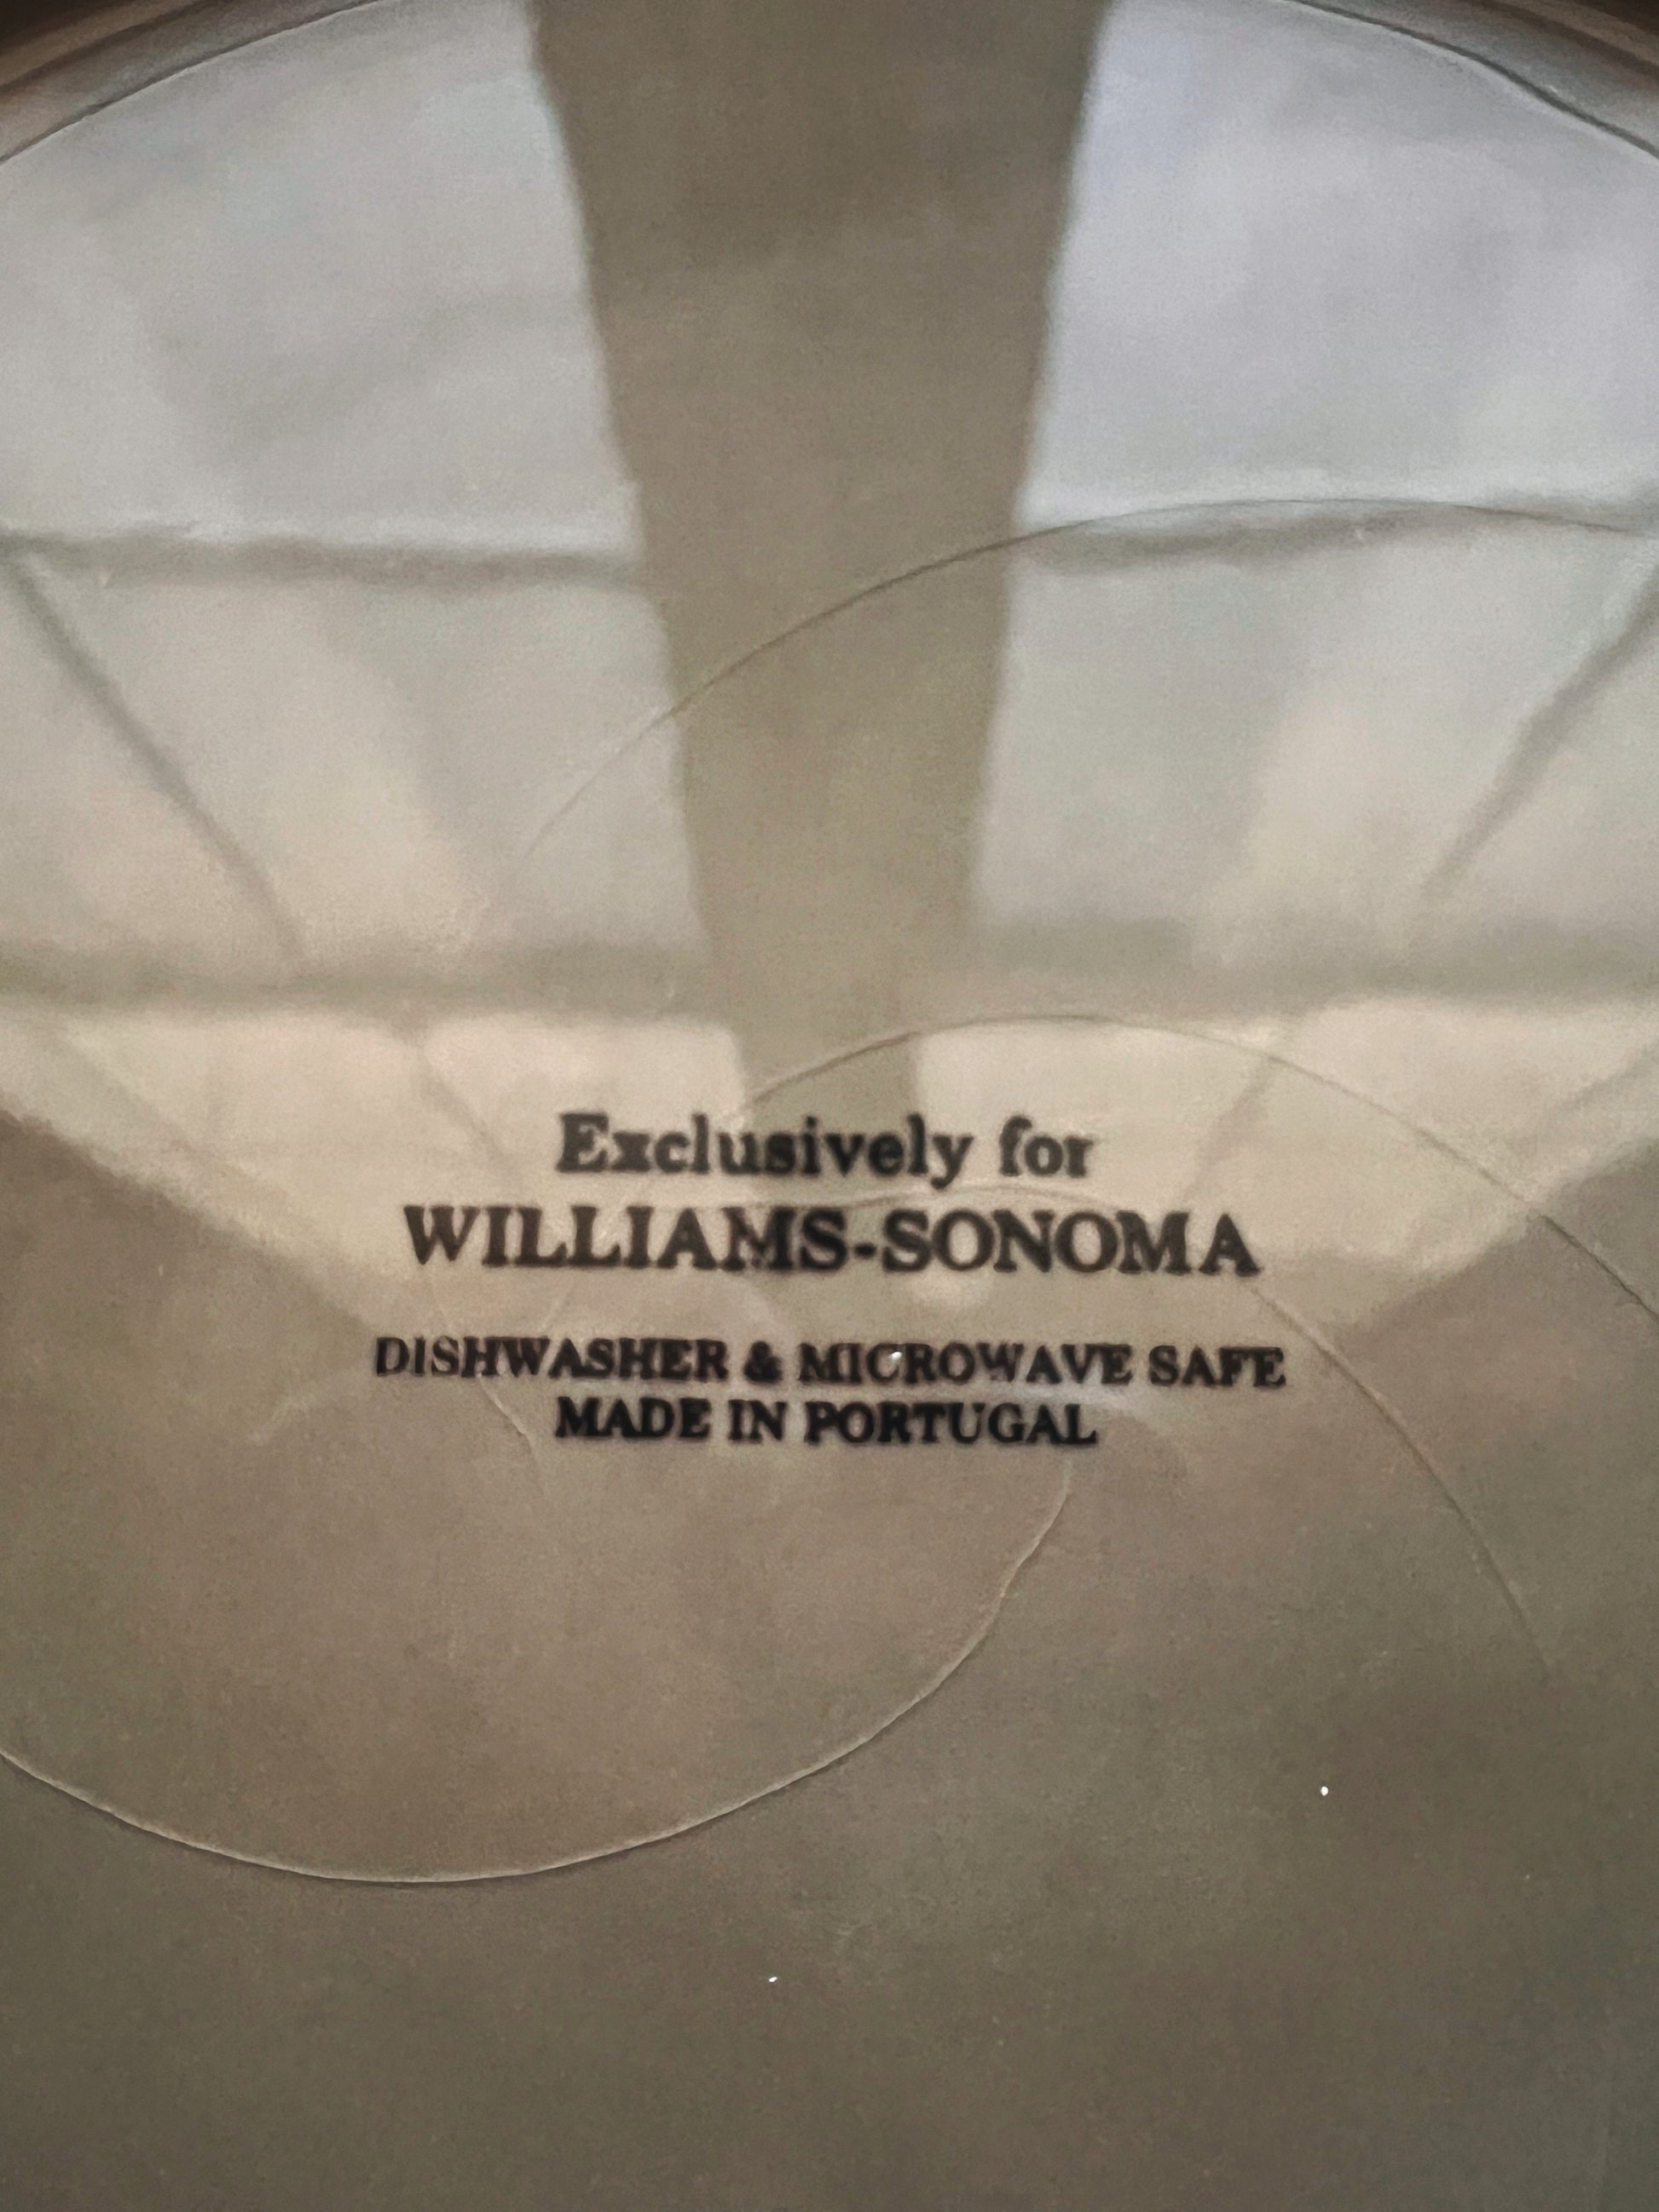 Exclusively for
WILLIAMS-SONOMA
DISHWASHER & MICROWAVE SAFE
MADE IN PORTUGAL